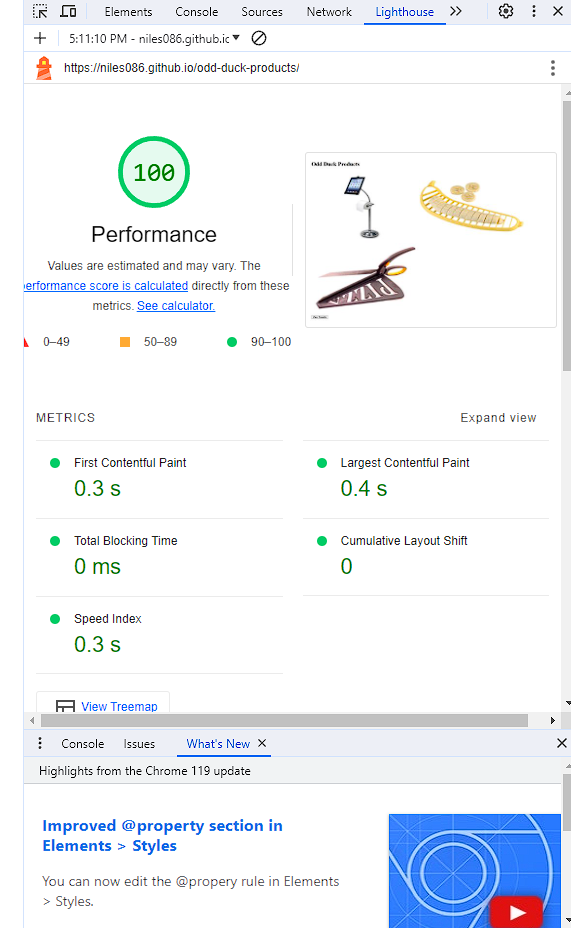 Elements Console Sources Network Lighthouse
5:11:10 PM - niles086.github.ic
https://niles086.github.io/odd-duck-products/
100
Odd Duck Products
PIZZA
Performance
Values are estimated and may vary. The
performance score is calculated directly from these
metrics. See calculator.
0–49 50–89 90–100
METRICS Expand view
First Contentful Paint
0.3 s
Largest Contentful Paint
0.4 s
Total Blocking Time
0 ms
Cumulative Layout Shift
0
Speed Index
0.3 s
View Treemap
Console Issues What's New
Highlights from the Chrome 119 update
Improved @property section in
Elements > Styles
You can now edit the @propery rule in Elements
> Styles.